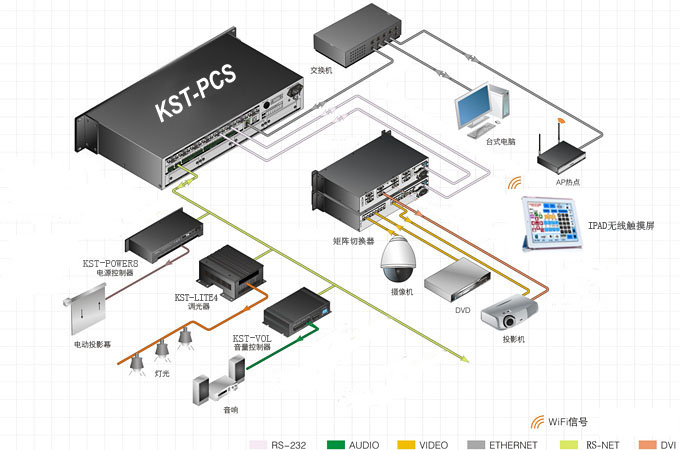 KST-PCS
交换机
台式电脑
AP热点
IPAD无线触摸屏
矩阵切换器
摄像机
DVD
投影机
KST-POWER8
电源控制器
KST-LITE4
调光器
KST-VOL
音量控制器
电动投影幕
灯光
音响
WiFi信号
RS-232
AUDIO
VIDEO
ETHERNET
RS-NET
DVI